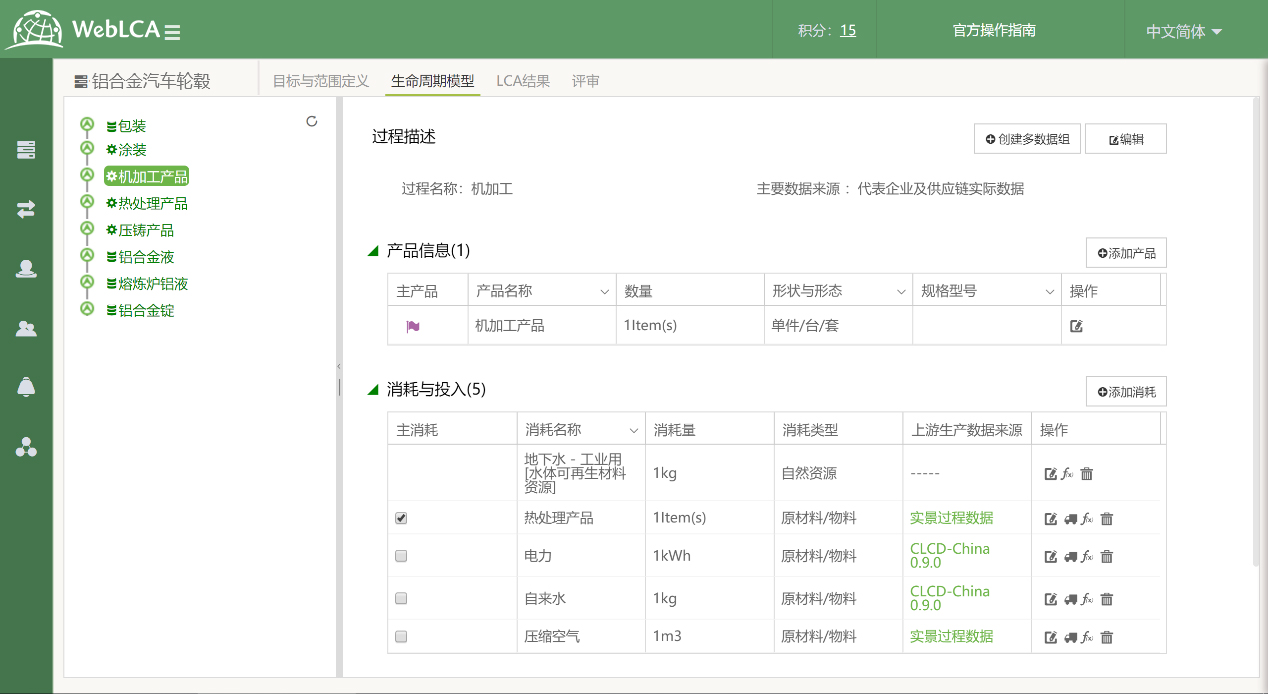 WebLCA
积分：15
官方操作指南
中文简体
铝合金汽车轮毂
目标与范围定义
生命周期模型
LCA结果
评审
包装
涂装
机加工产品
热处理产品
压铸产品
铝合金液
熔炼炉铝液
铝合金锭
过程描述
创建多数据组
编辑
过程名称：机加工
主要数据来源 ：代表企业及供应链实际数据
产品信息(1)
添加产品
主产品 产品名称 数量 形状与形态 规格型号 操作
机加工产品 1Item(s) 单件/台/套
消耗与投入(5)
添加消耗
主消耗 消耗名称 消耗量 消耗类型 上游生产数据来源 操作
地下水 - 工业用
[水体可再生材料
资源]
1kg 自然资源 -----
热处理产品 1Item(s) 原材料/物料 实景过程数据
电力 1kWh 原材料/物料 CLCD-China
0.9.0
自来水 1kg 原材料/物料 CLCD-China
0.9.0
压缩空气 1m3 原材料/物料 实景过程数据